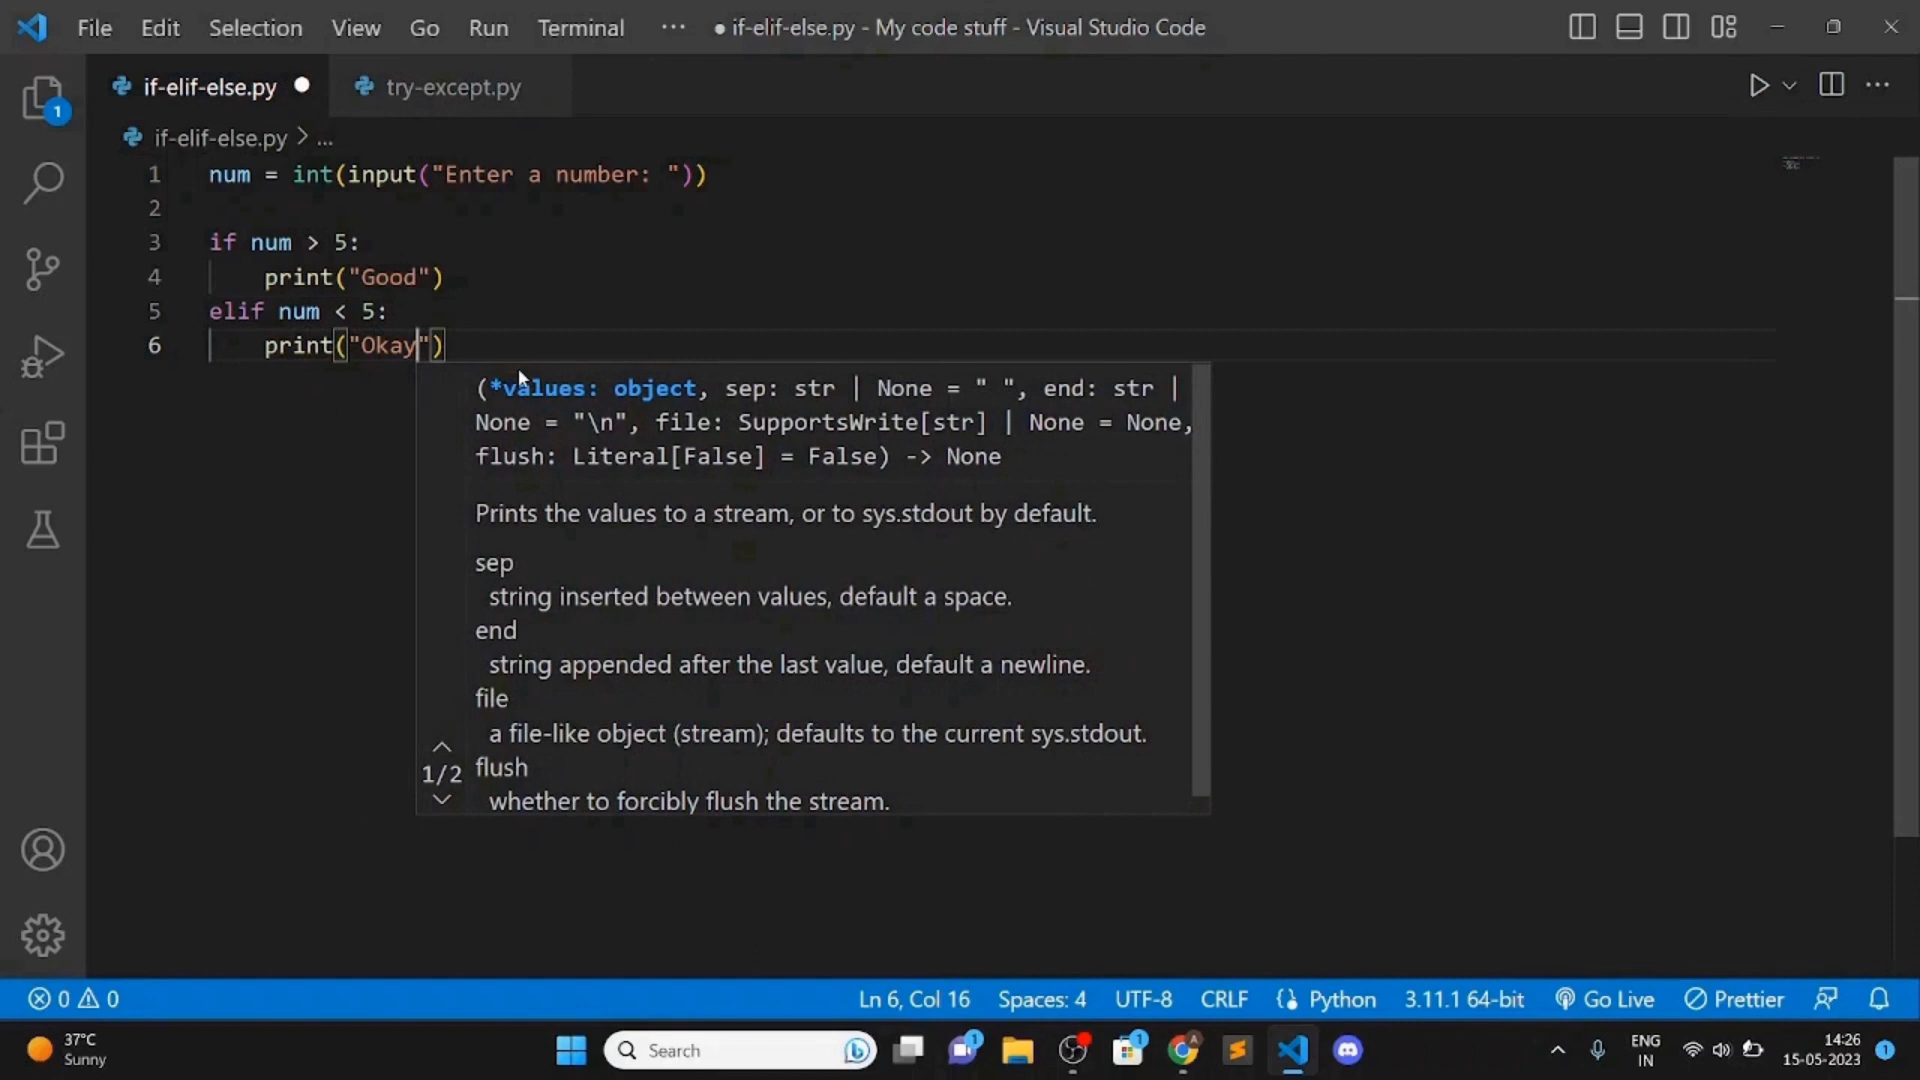 File Edit Selection View Go Run Terminal ··· ● if-elif-else.py - My code stuff - Visual Studio Code
if-elif-else.py ● try-except.py
1
if-elif-else.py > ...
1 num = int(input("Enter a number: "))
2
3 if num > 5:
4 print("Good")
5 elif num < 5:
6 print("Okay")
(*values: object, sep: str | None = " ", end: str |
None = "\n", file: SupportsWrite[str] | None = None,
flush: Literal[False] = False) -> None
Prints the values to a stream, or to sys.stdout by default.
sep
string inserted between values, default a space.
end
string appended after the last value, default a newline.
file
a file-like object (stream); defaults to the current sys.stdout.
1/2
flush
whether to forcibly flush the stream.
0 0 Ln 6, Col 16 Spaces: 4 UTF-8 CRLF Python 3.11.1 64-bit Go Live Prettier
37°C
Sunny
Search
1
1
A
ENG
IN
14:26
15-05-2023
1